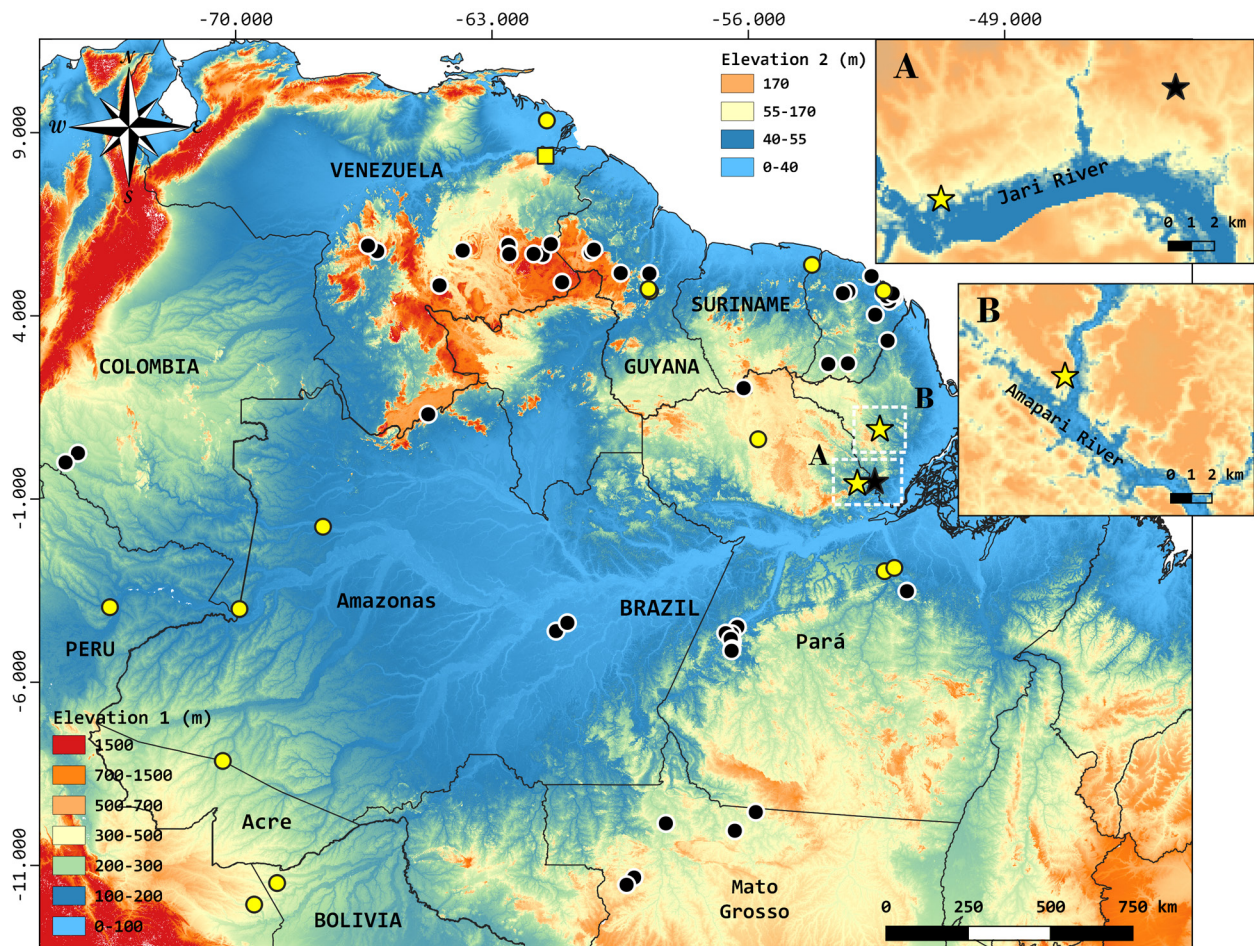 -70.000 -63.000 -56.000 -49.000
N
W E
S
9.000
4.000
-1.000
-6.000
-11.000
Elevation 2 (m)
170
55-170
40-55
0-40
A
Jari River
0 1 2 km
B
Amapari River
0 1 2 km
VENEZUELA
SURINAME
GUYANA
COLOMBIA
B
A
Amazonas
BRAZIL
Pará
PERU
Elevation 1 (m)
1500
700-1500
500-700
300-500
200-300
100-200
0-100
Acre
BOLIVIA
Mato
Grosso
0 250 500 750 km